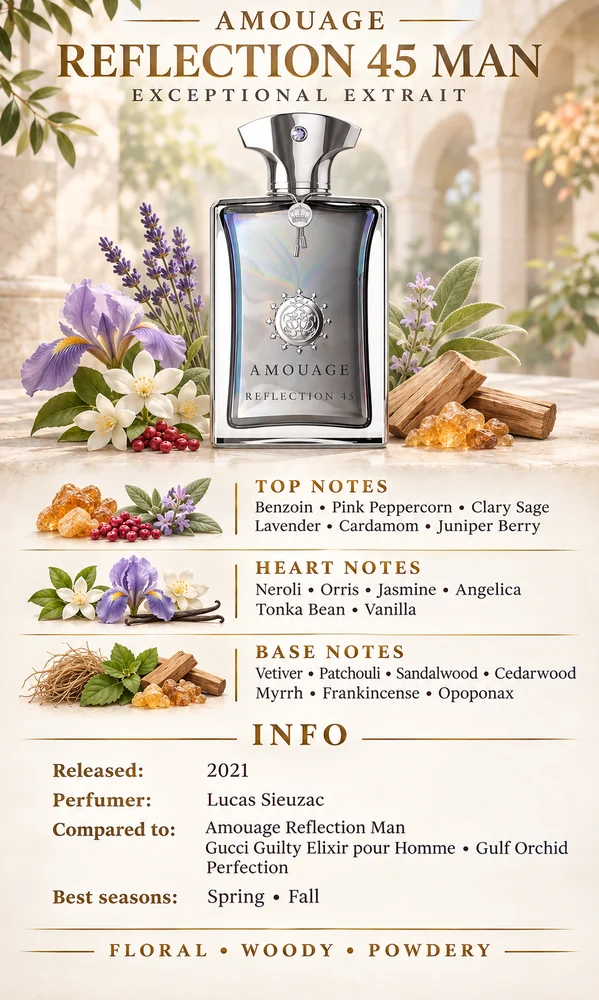 AMOUAGE
REFLECTION 45 MAN
EXCEPTIONAL EXTRAIT
AMOUAGE
REFLECTION 45
TOP NOTES
Benzoin • Pink Peppercorn • Clary Sage
Lavender • Cardamom • Juniper Berry
HEART NOTES
Neroli • Orris • Jasmine • Angelica
Tonka Bean • Vanilla
BASE NOTES
Vetiver • Patchouli • Sandalwood • Cedarwood
Myrrh • Frankincense • Opoponax
INFO
Released: 2021
Perfumer: Lucas Sieuzac
Compared to: Amouage Reflection Man
Gucci Guilty Elixir pour Homme • Gulf Orchid
Perfection
Best seasons: Spring • Fall
FLORAL • WOODY • POWDERY